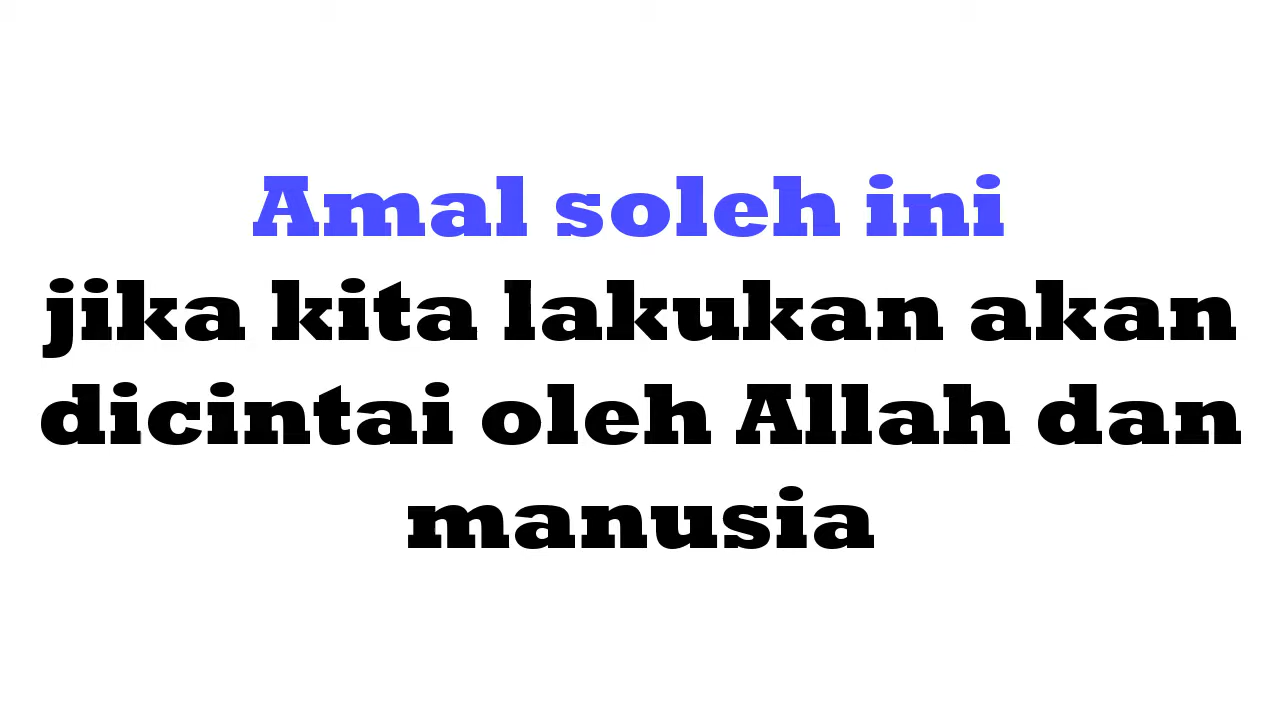 Amal soleh ini
jika kita lakukan akan
dicintai oleh Allah dan
manusia